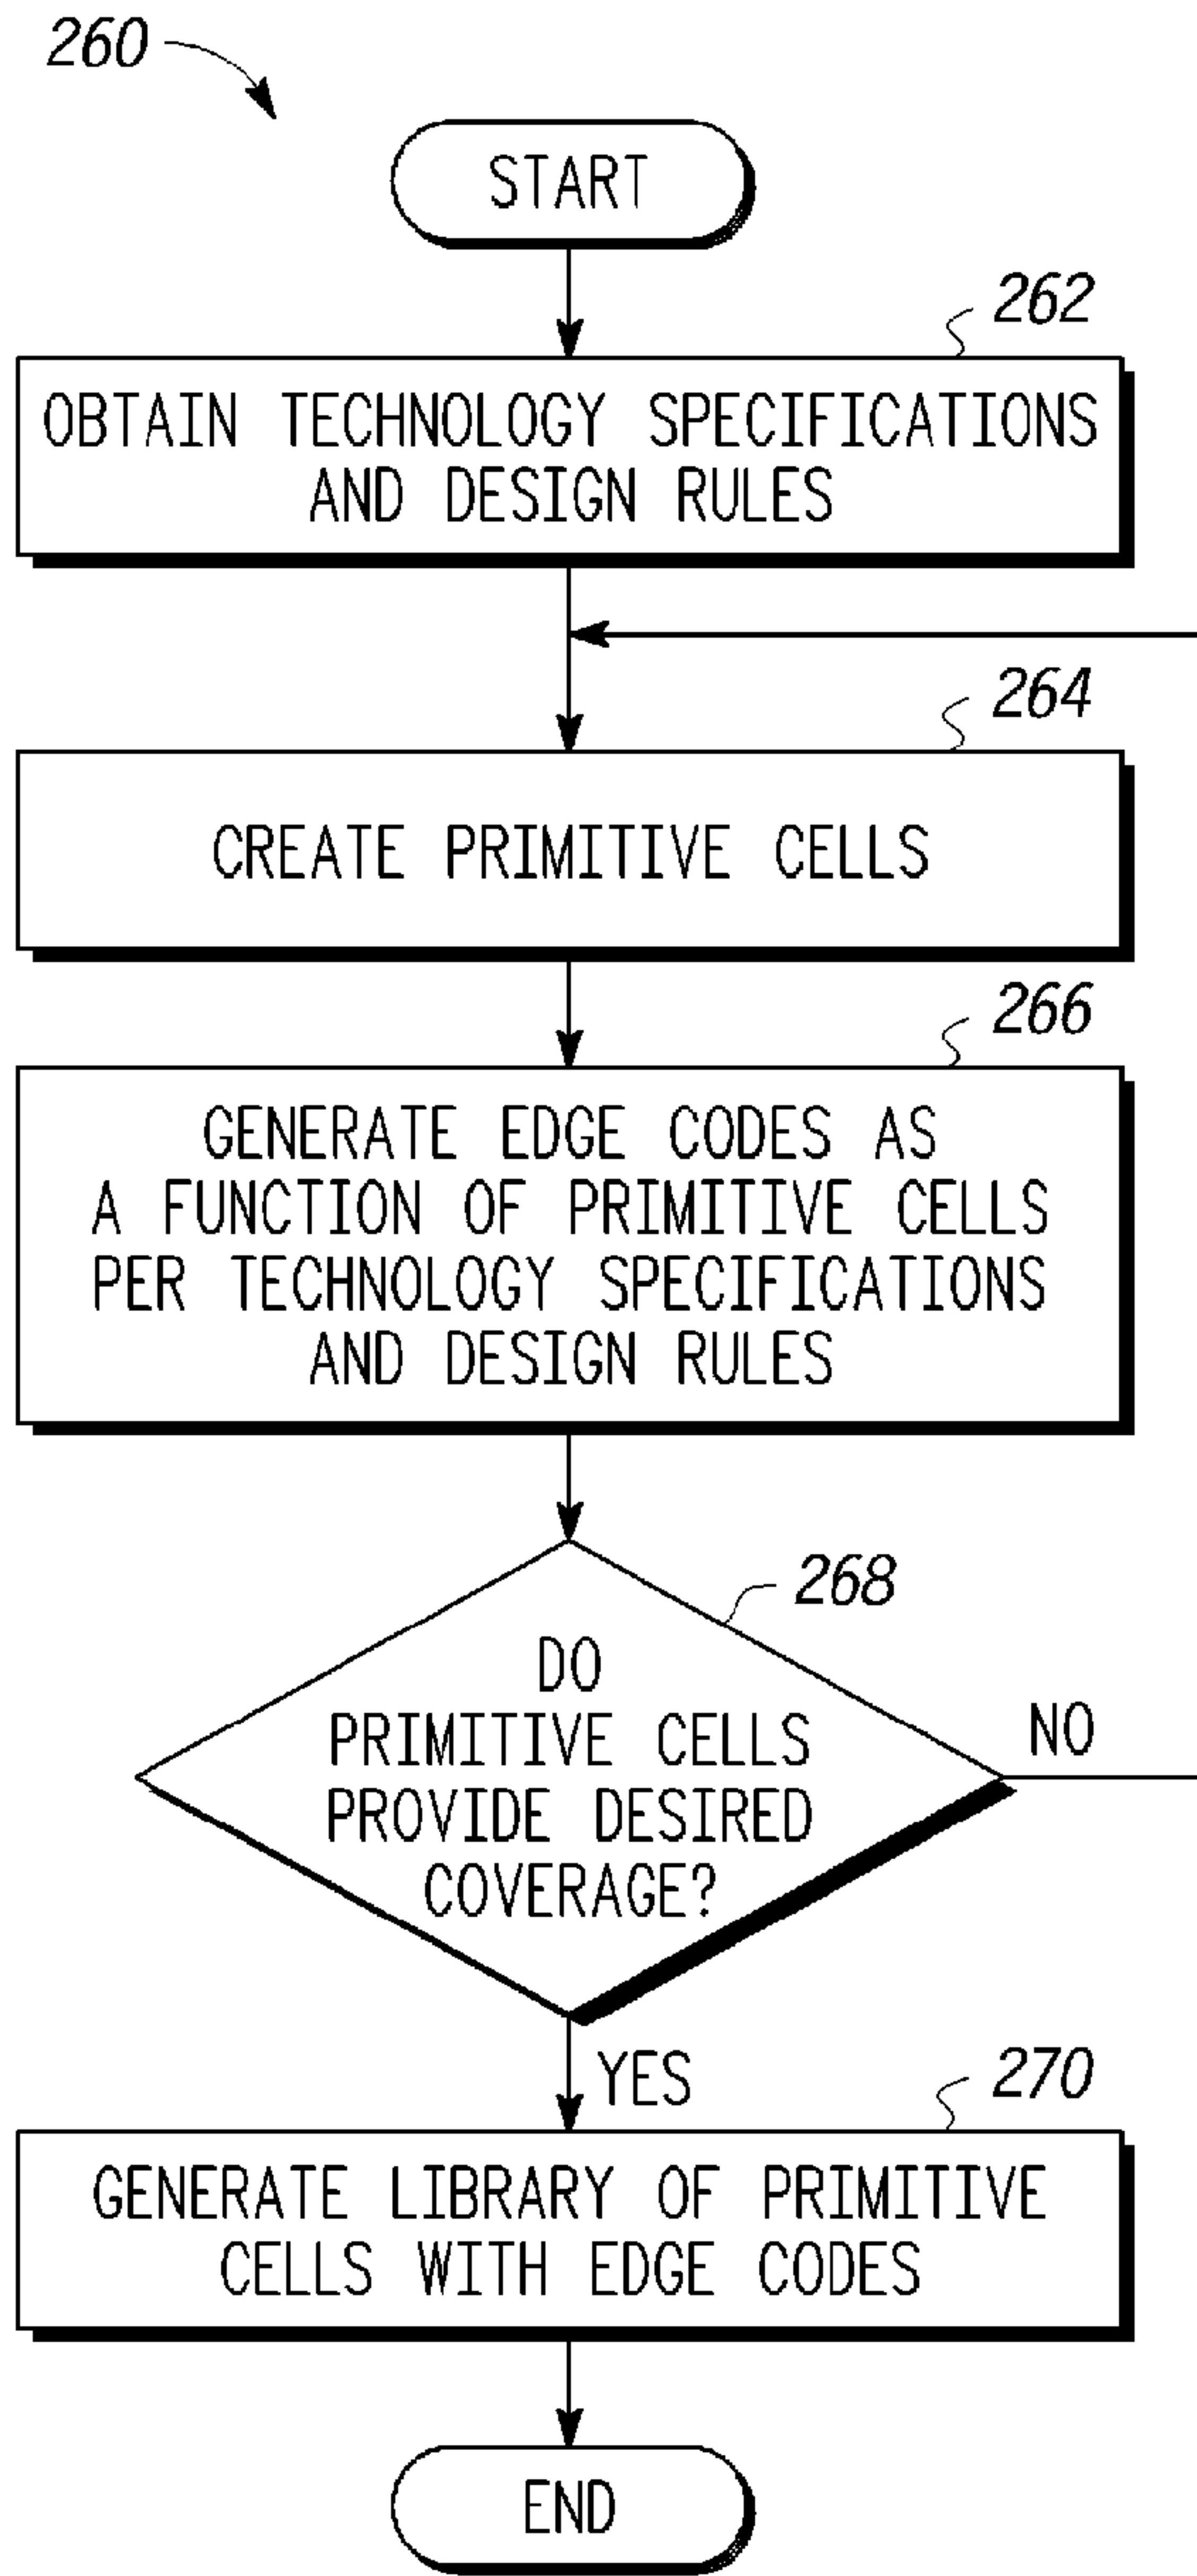 260
START
262
OBTAIN TECHNOLOGY SPECIFICATIONS
AND DESIGN RULES
264
CREATE PRIMITIVE CELLS
266
GENERATE EDGE CODES AS
A FUNCTION OF PRIMITIVE CELLS
PER TECHNOLOGY SPECIFICATIONS
AND DESIGN RULES
268
DO
PRIMITIVE CELLS
PROVIDE DESIRED
COVERAGE?
NO
YES
270
GENERATE LIBRARY OF PRIMITIVE
CELLS WITH EDGE CODES
END